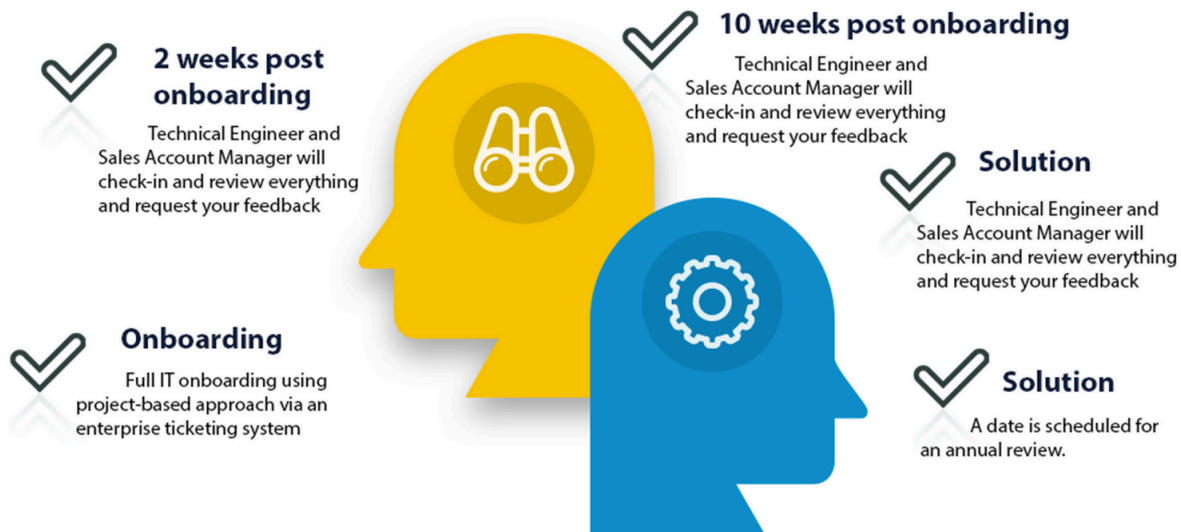 2 weeks post
onboarding
Technical Engineer and
Sales Account Manager will
check-in and review everything
and request your feedback
Onboarding
Full IT onboarding using
project-based approach via an
enterprise ticketing system
10 weeks post onboarding
Technical Engineer and
Sales Account Manager will
check-in and review everything
and request your feedback
Solution
Technical Engineer and
Sales Account Manager will
check-in and review everything
and request your feedback
Solution
A date is scheduled for
an annual review.